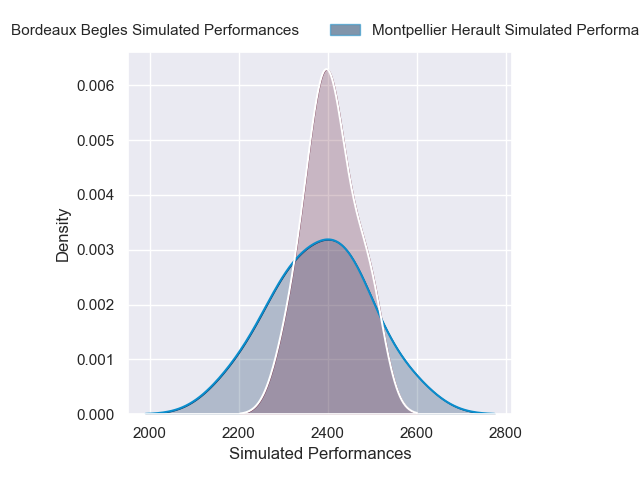 Bordeaux Begles Simulated Performances
Montpellier Herault Simulated Performa
0.006
0.005
0.004
0.003
0.002
0.001
0.000
Density
2000 2200 2400 2600 2800
Simulated Performances